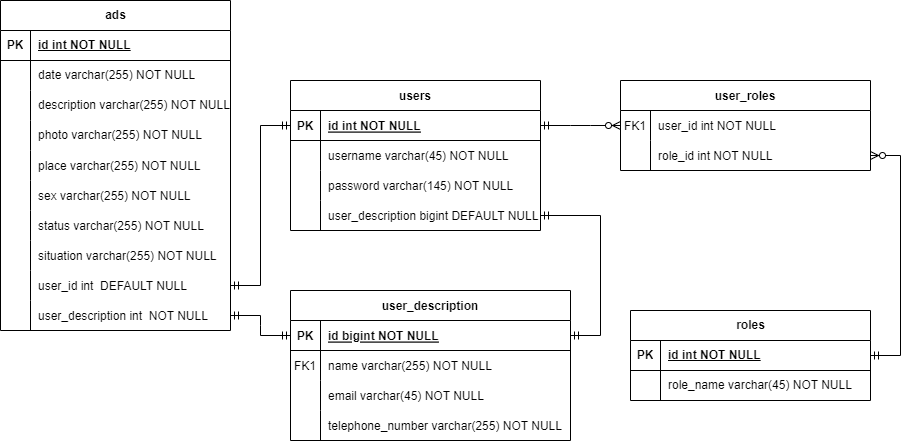 ads
PK id int NOT NULL
date varchar(255) NOT NULL
description varchar(255) NOT NULL
photo varchar(255) NOT NULL
place varchar(255) NOT NULL
sex varchar(255) NOT NULL
status varchar(255) NOT NULL
situation varchar(255) NOT NULL
user_id int DEFAULT NULL
user_description int NOT NULL
users
PK id int NOT NULL
username varchar(45) NOT NULL
password varchar(145) NOT NULL
user_description bigint DEFAULT NULL
user_description
PK id bigint NOT NULL
FK1 name varchar(255) NOT NULL
email varchar(45) NOT NULL
telephone_number varchar(255) NOT NULL
user_roles
FK1 user_id int NOT NULL
role_id int NOT NULL
roles
PK id int NOT NULL
role_name varchar(45) NOT NULL